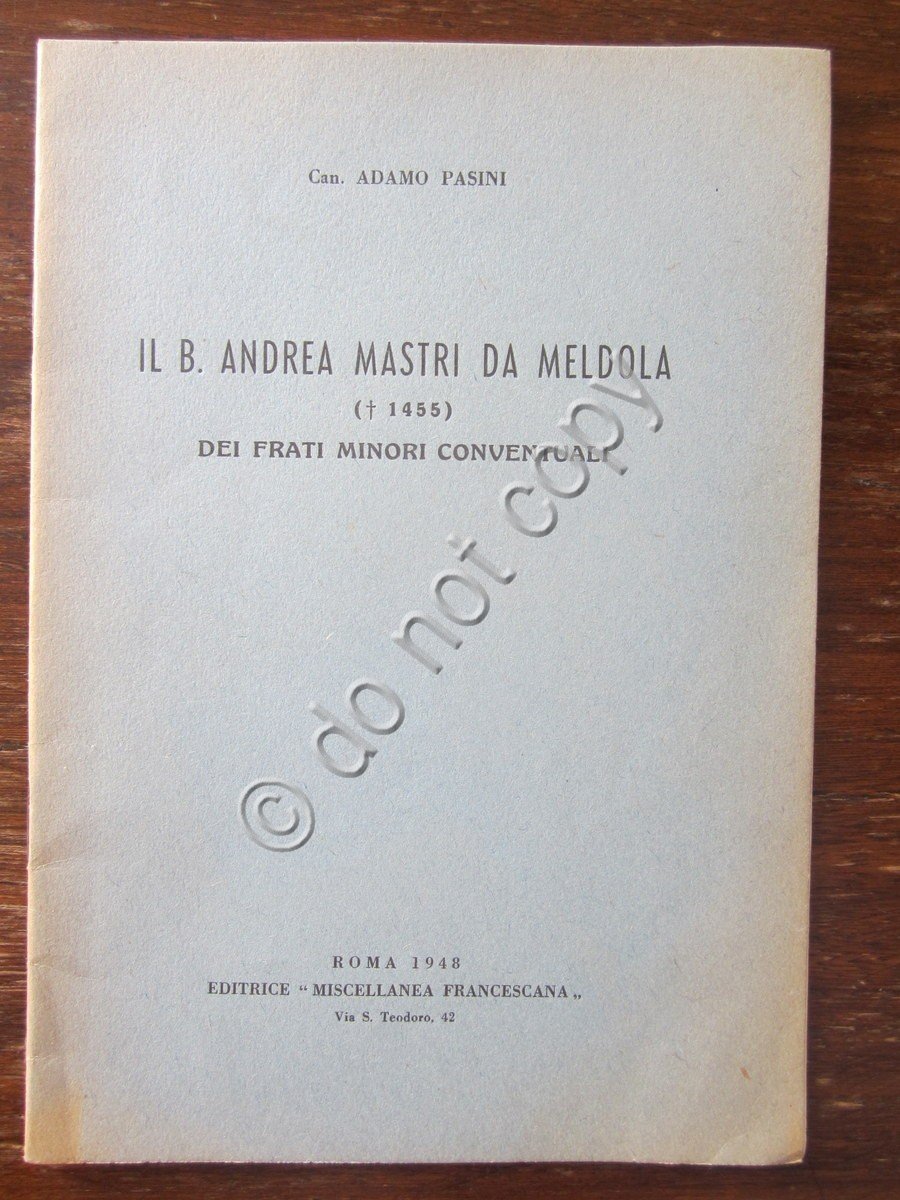 Can. ADAMO PASINI
IL B. ANDREA MASTRI DA MELDOLA
(† 1455)
DEI FRATI MINORI CONVENTUALI
© do not copy
ROMA 1948
EDITRICE “ MISCELLANEA FRANCESCANA „
Via S. Teodoro, 42